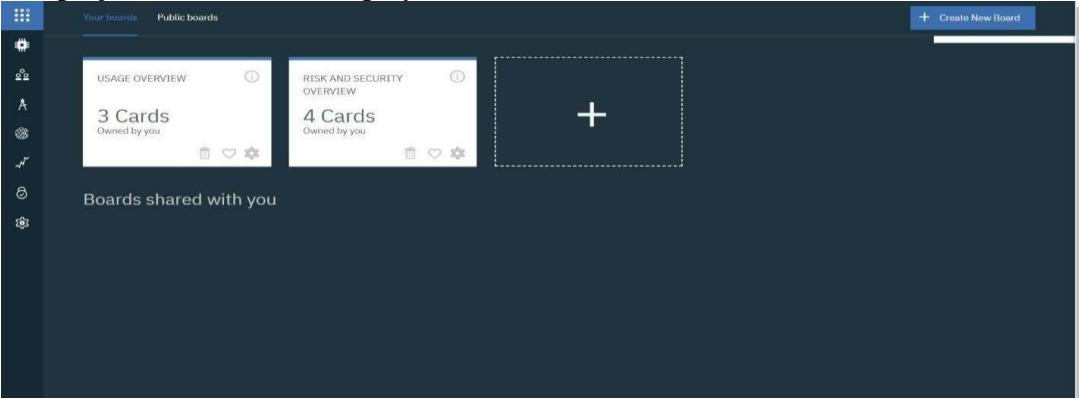 Your boards Public boards
+ Create New Board
USAGE OVERVIEW
3 Cards
Owned by you
RISK AND SECURITY
OVERVIEW
4 Cards
Owned by you
Boards shared with you